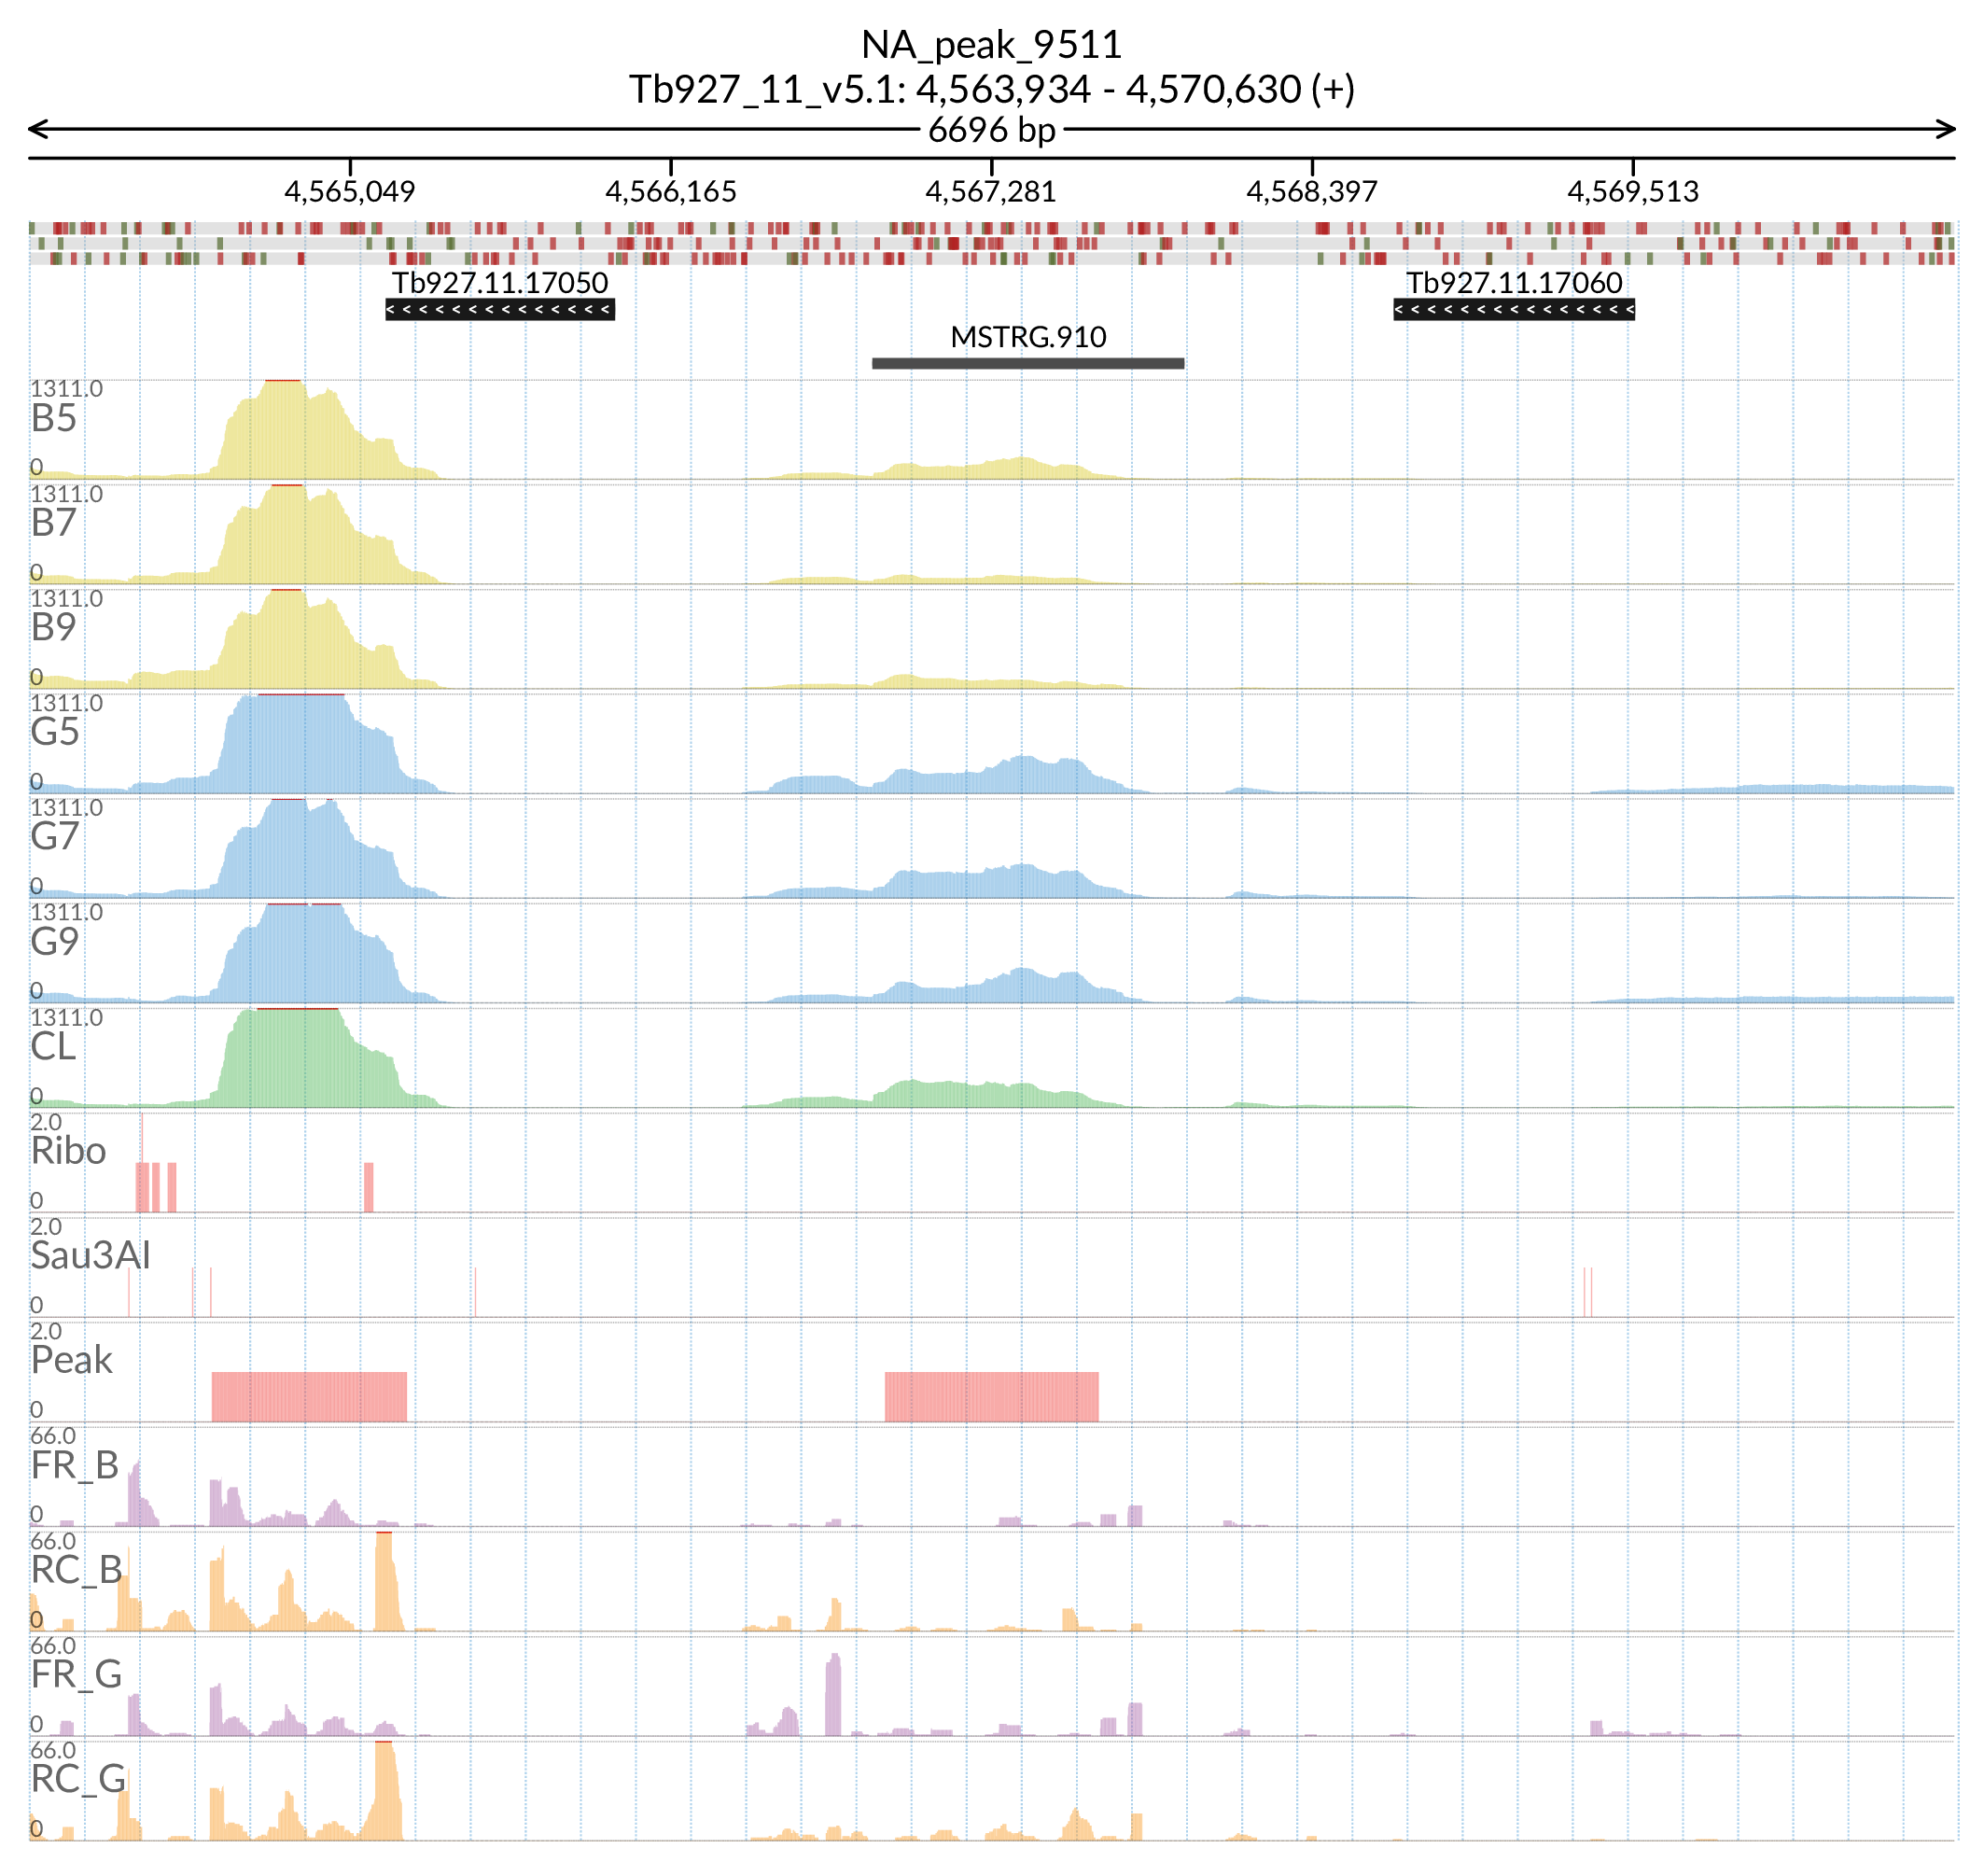 NA_peak_9511
Tb927_11_v5.1: 4,563,934 - 4,570,630 (+)
6696 bp
4,565,049 4,566,165 4,567,281 4,568,397 4,569,513
Tb927.11.17050 Tb927.11.17060
< < < < < < < < < < < < < < < < < < < < < < < < < < < < <
MSTRG.910
1311.0
B5
0
1311.0
B7
0
1311.0
B9
0
1311.0
G5
0
1311.0
G7
0
1311.0
G9
0
1311.0
CL
0
2.0
Ribo
0
2.0
Sau3AI
0
2.0
Peak
0
66.0
FR_B
0
66.0
RC_B
0
66.0
FR_G
0
66.0
RC_G
0